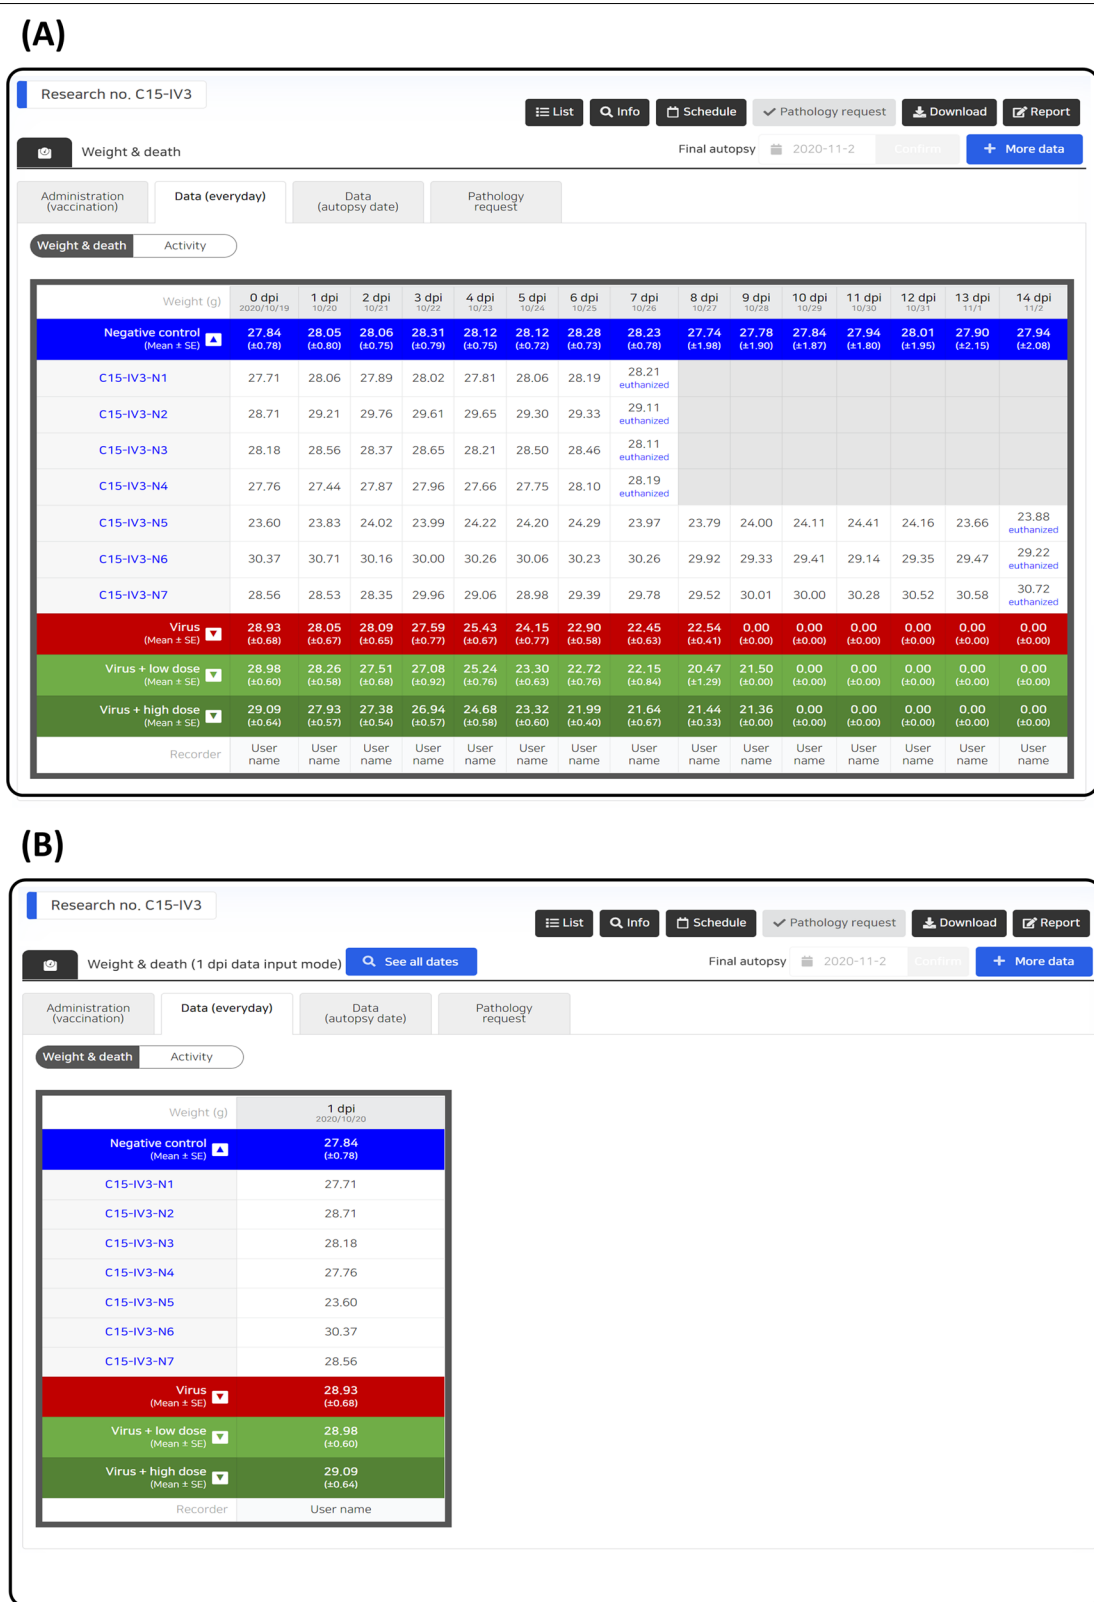 (A)
Research no. C15-IV3
List Info Schedule Pathology request Download Report
Weight & death Final autopsy 2020-11-2 Confirm + More data
Administration (vaccination) Data (everyday) Data (autopsy date) Pathology request
Weight & death Activity
Weight (g) 0 dpi 1 dpi 2 dpi 3 dpi 4 dpi 5 dpi 6 dpi 7 dpi 8 dpi 9 dpi 10 dpi 11 dpi 12 dpi 13 dpi 14 dpi
2020/10/19 10/20 10/21 10/22 10/23 10/24 10/25 10/26 10/27 10/28 10/29 10/30 10/31 11/1 11/2
Negative control 27.84 28.05 28.06 28.31 28.12 28.12 28.28 28.23 27.74 27.78 27.84 27.94 28.01 27.90 27.94
(Mean ± SE) (±0.78) (±0.80) (±0.75) (±0.79) (±0.75) (±0.72) (±0.73) (±0.78) (±1.98) (±1.90) (±1.87) (±1.80) (±1.95) (±2.15) (±2.08)
C15-IV3-N1 27.71 28.06 27.89 28.02 27.81 28.06 28.19 28.21 euthanized
C15-IV3-N2 28.71 29.21 29.76 29.61 29.65 29.30 29.33 29.11 euthanized
C15-IV3-N3 28.18 28.56 28.37 28.65 28.21 28.50 28.46 28.11 euthanized
C15-IV3-N4 27.76 27.44 27.87 27.96 27.66 27.75 28.10 28.19 euthanized
C15-IV3-N5 23.60 23.83 24.02 23.99 24.22 24.20 24.29 23.97 23.79 24.00 24.11 24.41 24.16 23.66 23.88 euthanized
C15-IV3-N6 30.37 30.71 30.16 30.00 30.26 30.06 30.23 30.26 29.92 29.33 29.41 29.14 29.35 29.47 29.22 euthanized
C15-IV3-N7 28.56 28.53 28.35 29.96 29.06 28.98 29.39 29.78 29.52 30.01 30.00 30.28 30.52 30.58 30.72 euthanized
Virus 28.93 28.05 28.09 27.59 25.43 24.15 22.90 22.45 22.54 0.00 0.00 0.00 0.00 0.00 0.00
(Mean ± SE) (±0.68) (±0.67) (±0.65) (±0.77) (±0.67) (±0.77) (±0.58) (±0.63) (±0.41) (±0.00) (±0.00) (±0.00) (±0.00) (±0.00) (±0.00)
Virus + low dose 28.98 28.26 27.51 27.08 25.24 23.30 22.72 22.15 20.47 21.50 0.00 0.00 0.00 0.00 0.00
(Mean ± SE) (±0.60) (±0.58) (±0.68) (±0.92) (±0.76) (±0.63) (±0.76) (±0.84) (±1.29) (±0.00) (±0.00) (±0.00) (±0.00) (±0.00) (±0.00)
Virus + high dose 29.09 27.93 27.38 26.94 24.68 23.32 21.99 21.64 21.44 21.36 0.00 0.00 0.00 0.00 0.00
(Mean ± SE) (±0.64) (±0.57) (±0.54) (±0.57) (±0.58) (±0.60) (±0.40) (±0.67) (±0.33) (±0.00) (±0.00) (±0.00) (±0.00) (±0.00) (±0.00)
Recorder User name User name User name User name User name User name User name User name User name User name User name User name User name User name User name
(B)
Research no. C15-IV3
List Info Schedule Pathology request Download Report
Weight & death (1 dpi data input mode) See all dates Final autopsy 2020-11-2 Confirm + More data
Administration (vaccination) Data (everyday) Data (autopsy date) Pathology request
Weight & death Activity
Weight (g) 1 dpi
2020/10/20
Negative control 27.84
(Mean ± SE) (±0.78)
C15-IV3-N1 27.71
C15-IV3-N2 28.71
C15-IV3-N3 28.18
C15-IV3-N4 27.76
C15-IV3-N5 23.60
C15-IV3-N6 30.37
C15-IV3-N7 28.56
Virus 28.93
(Mean ± SE) (±0.68)
Virus + low dose 28.98
(Mean ± SE) (±0.60)
Virus + high dose 29.09
(Mean ± SE) (±0.64)
Recorder User name